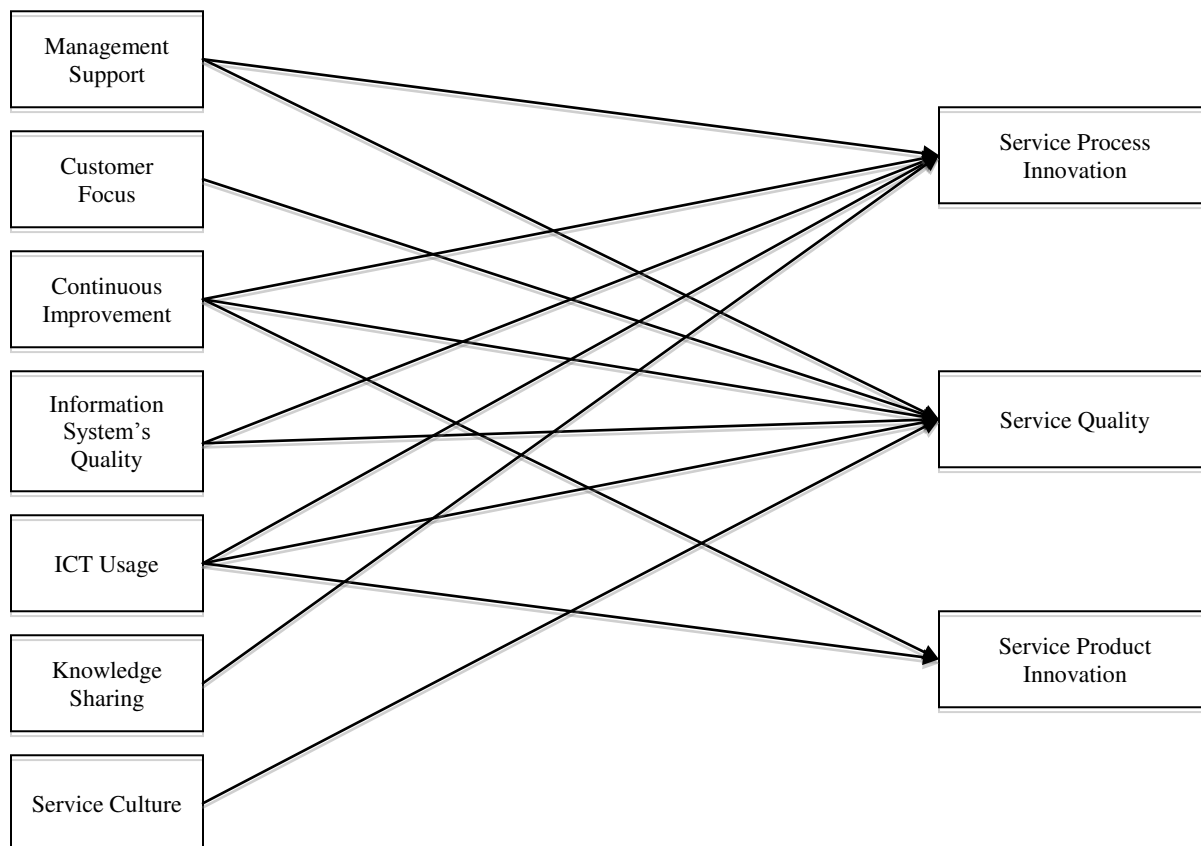 Management
Support
Customer
Focus
Continuous
Improvement
Information
System’s
Quality
ICT Usage
Knowledge
Sharing
Service Culture
Service Process
Innovation
Service Quality
Service Product
Innovation